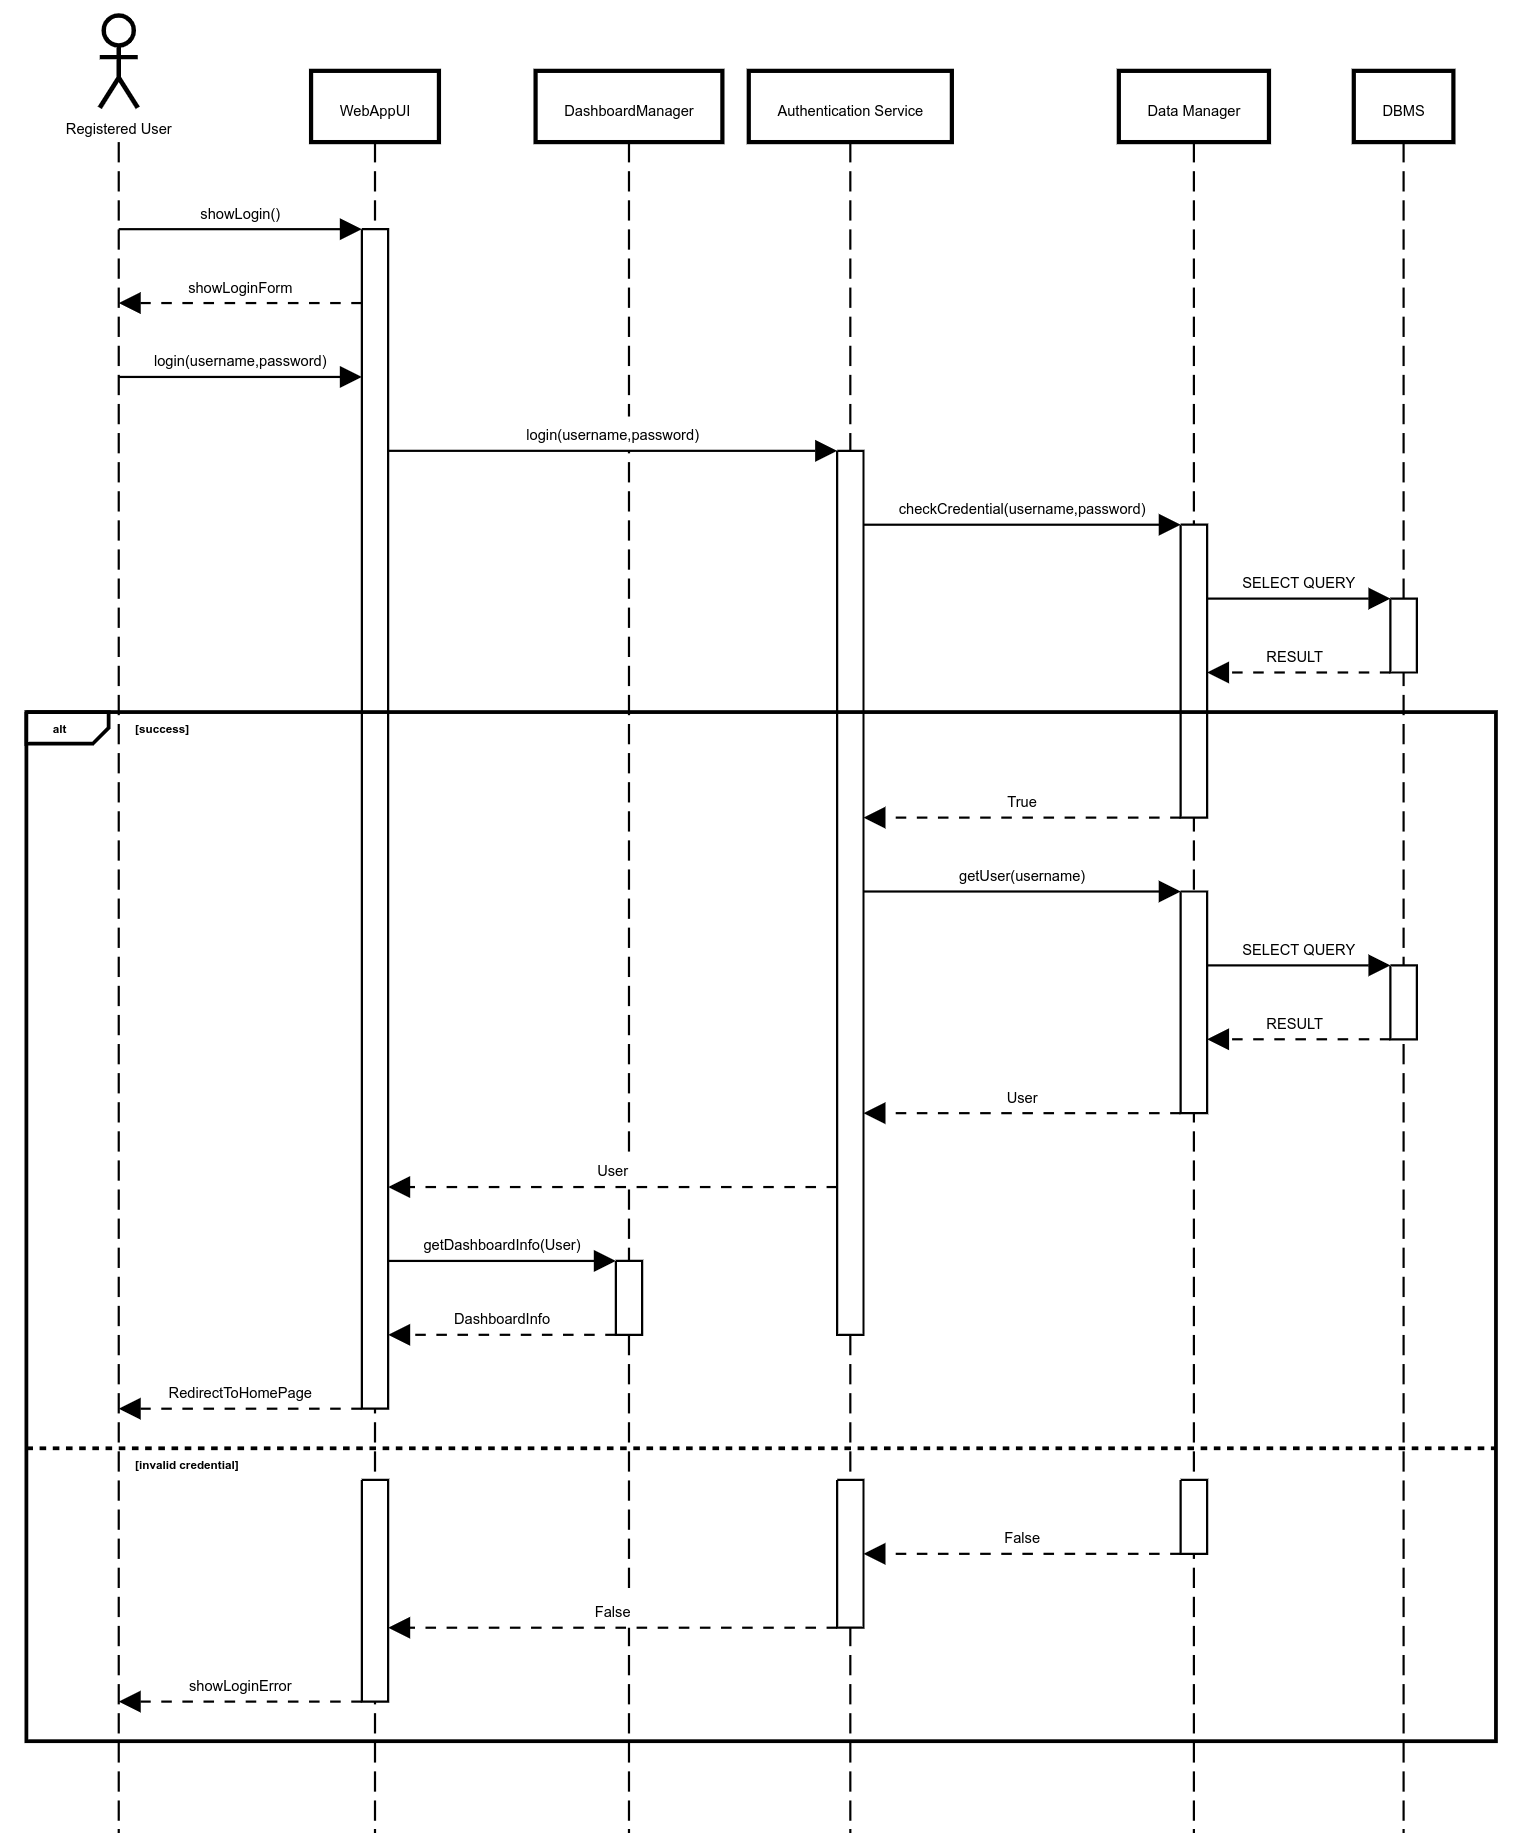 Registered User
WebAppUI
DashboardManager
Authentication Service
Data Manager
DBMS
showLogin()
showLoginForm
login(username,password)
login(username,password)
checkCredential(username,password)
SELECT QUERY
RESULT
alt
[success]
True
getUser(username)
SELECT QUERY
RESULT
User
User
getDashboardInfo(User)
DashboardInfo
RedirectToHomePage
[invalid credential]
False
False
showLoginError